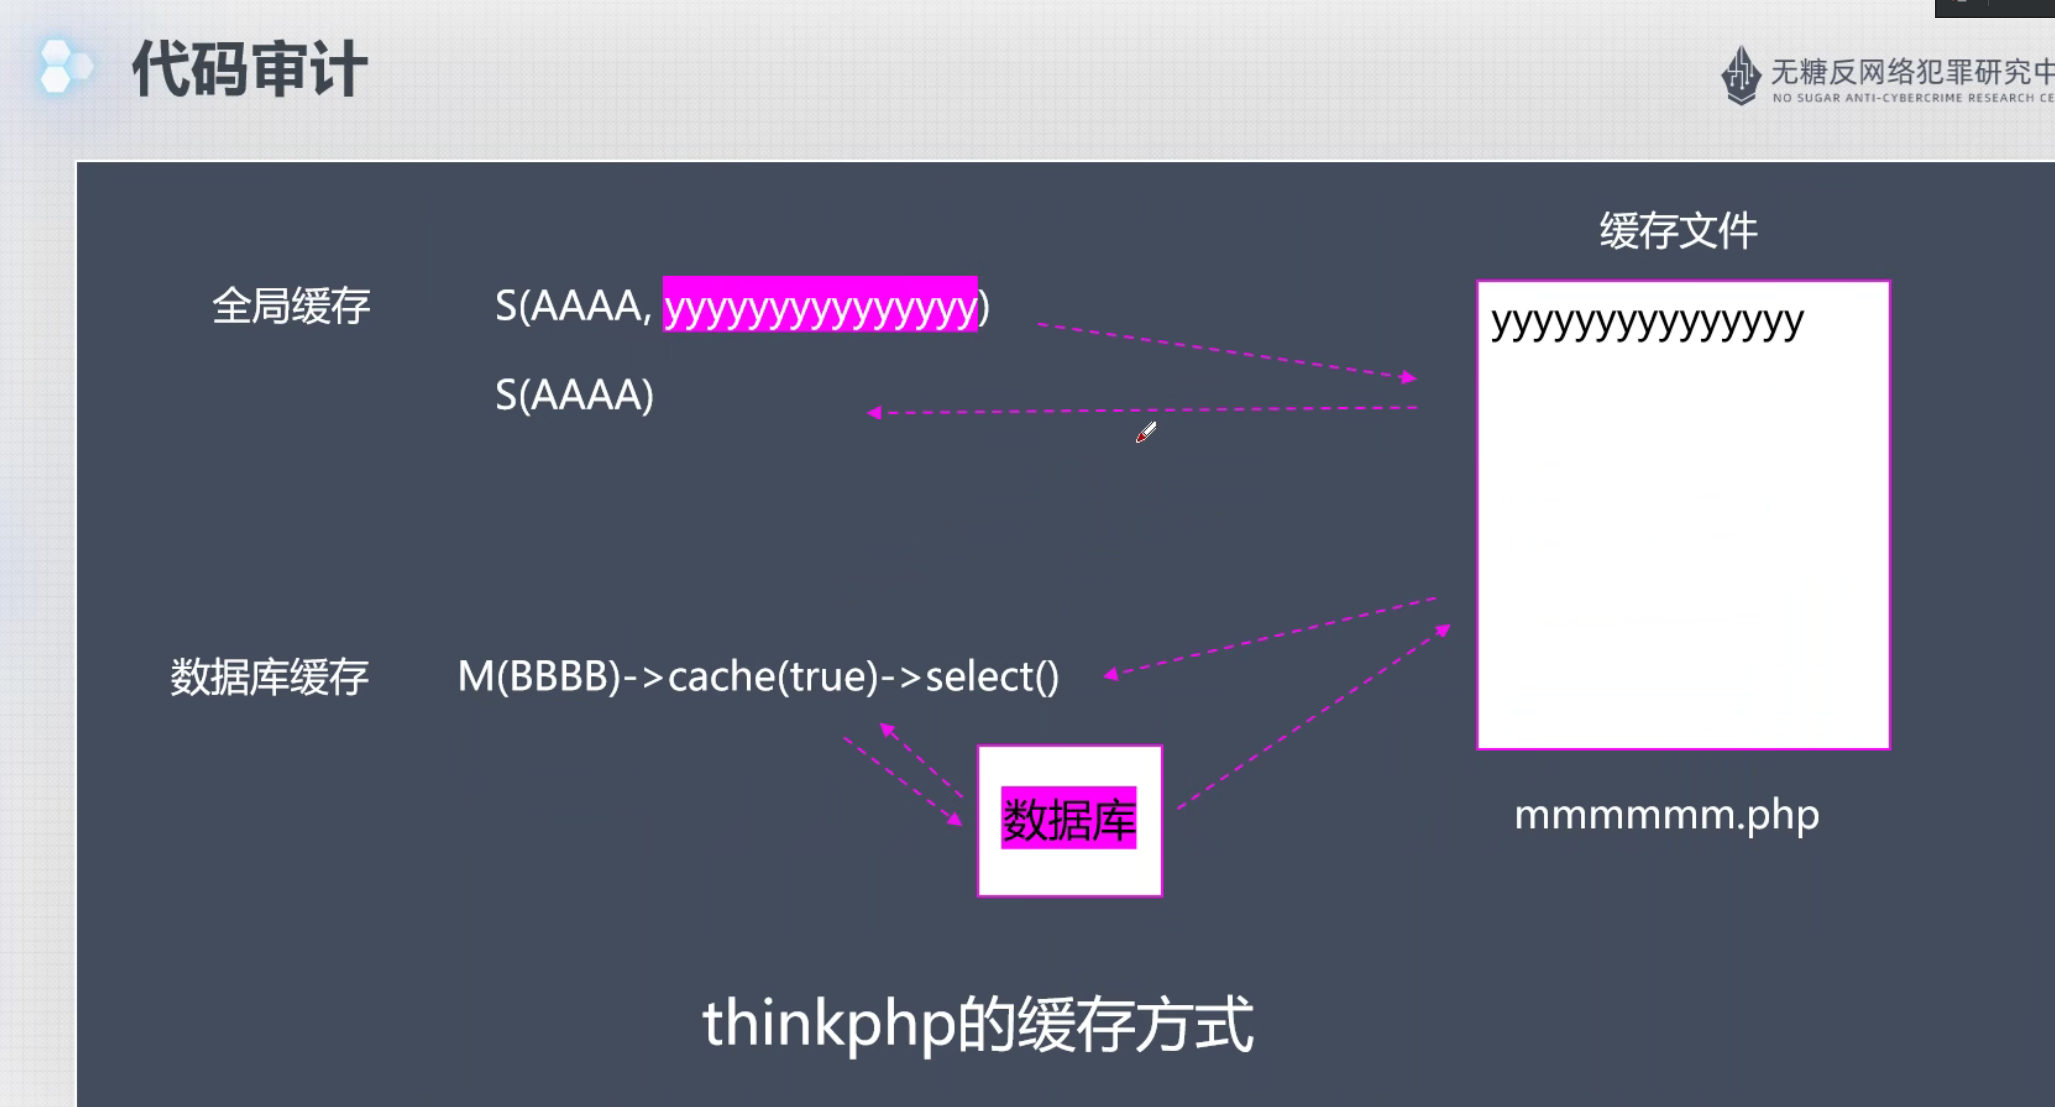 代码审计
无糖反网络犯罪研究中
NO SUGAR ANTI-CYBERCRIME RESEARCH CE
缓存文件
全局缓存 S(AAAA, yyyyyyyyyyyyyyy)
yyyyyyyyyyyyyyy
S(AAAA)
数据库缓存 M(BBBB)->cache(true)->select()
数据库
mmmmmm.php
thinkphp的缓存方式